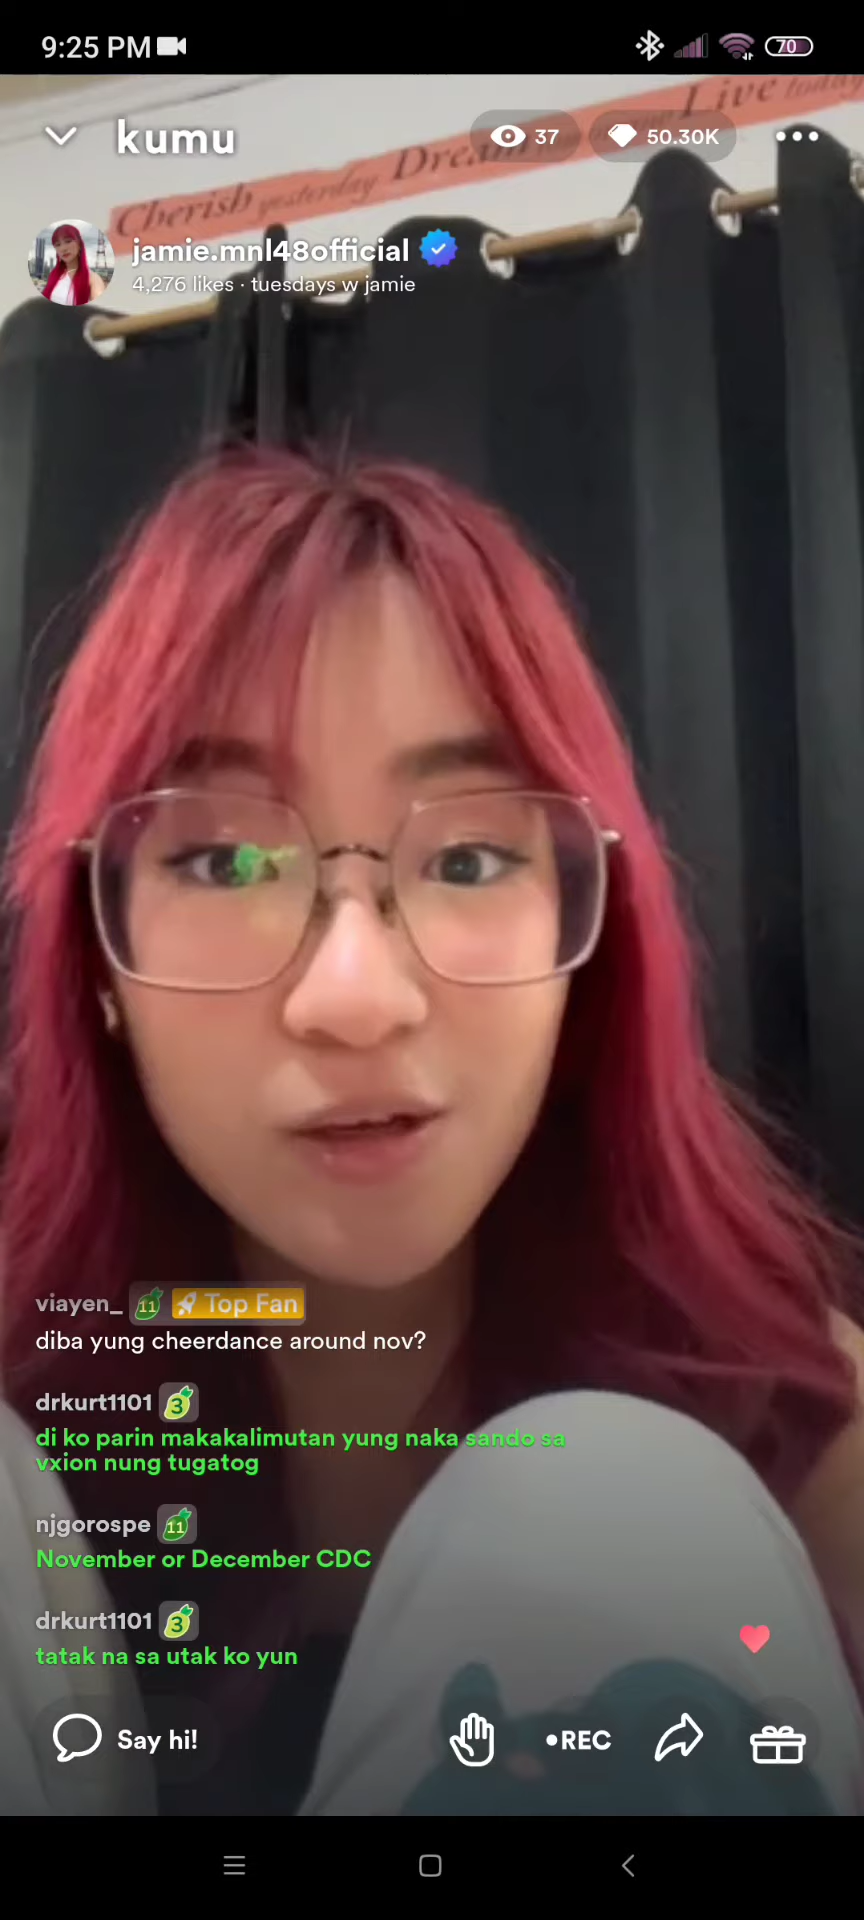 9:25 PM
70
kumu
37
50.30K
Cherish yesterday Dream Live today
jamie.mnl48official
4,276 likes · tuesdays w jamie
viayen_ 11 Top Fan
diba yung cheerdance around nov?
drkurt1101 3
di ko parin makakalimutan yung naka sando sa
vxion nung tugatog
njgorospe 11
November or December CDC
drkurt1101 3
tatak na sa utak ko yun
Say hi!
•REC